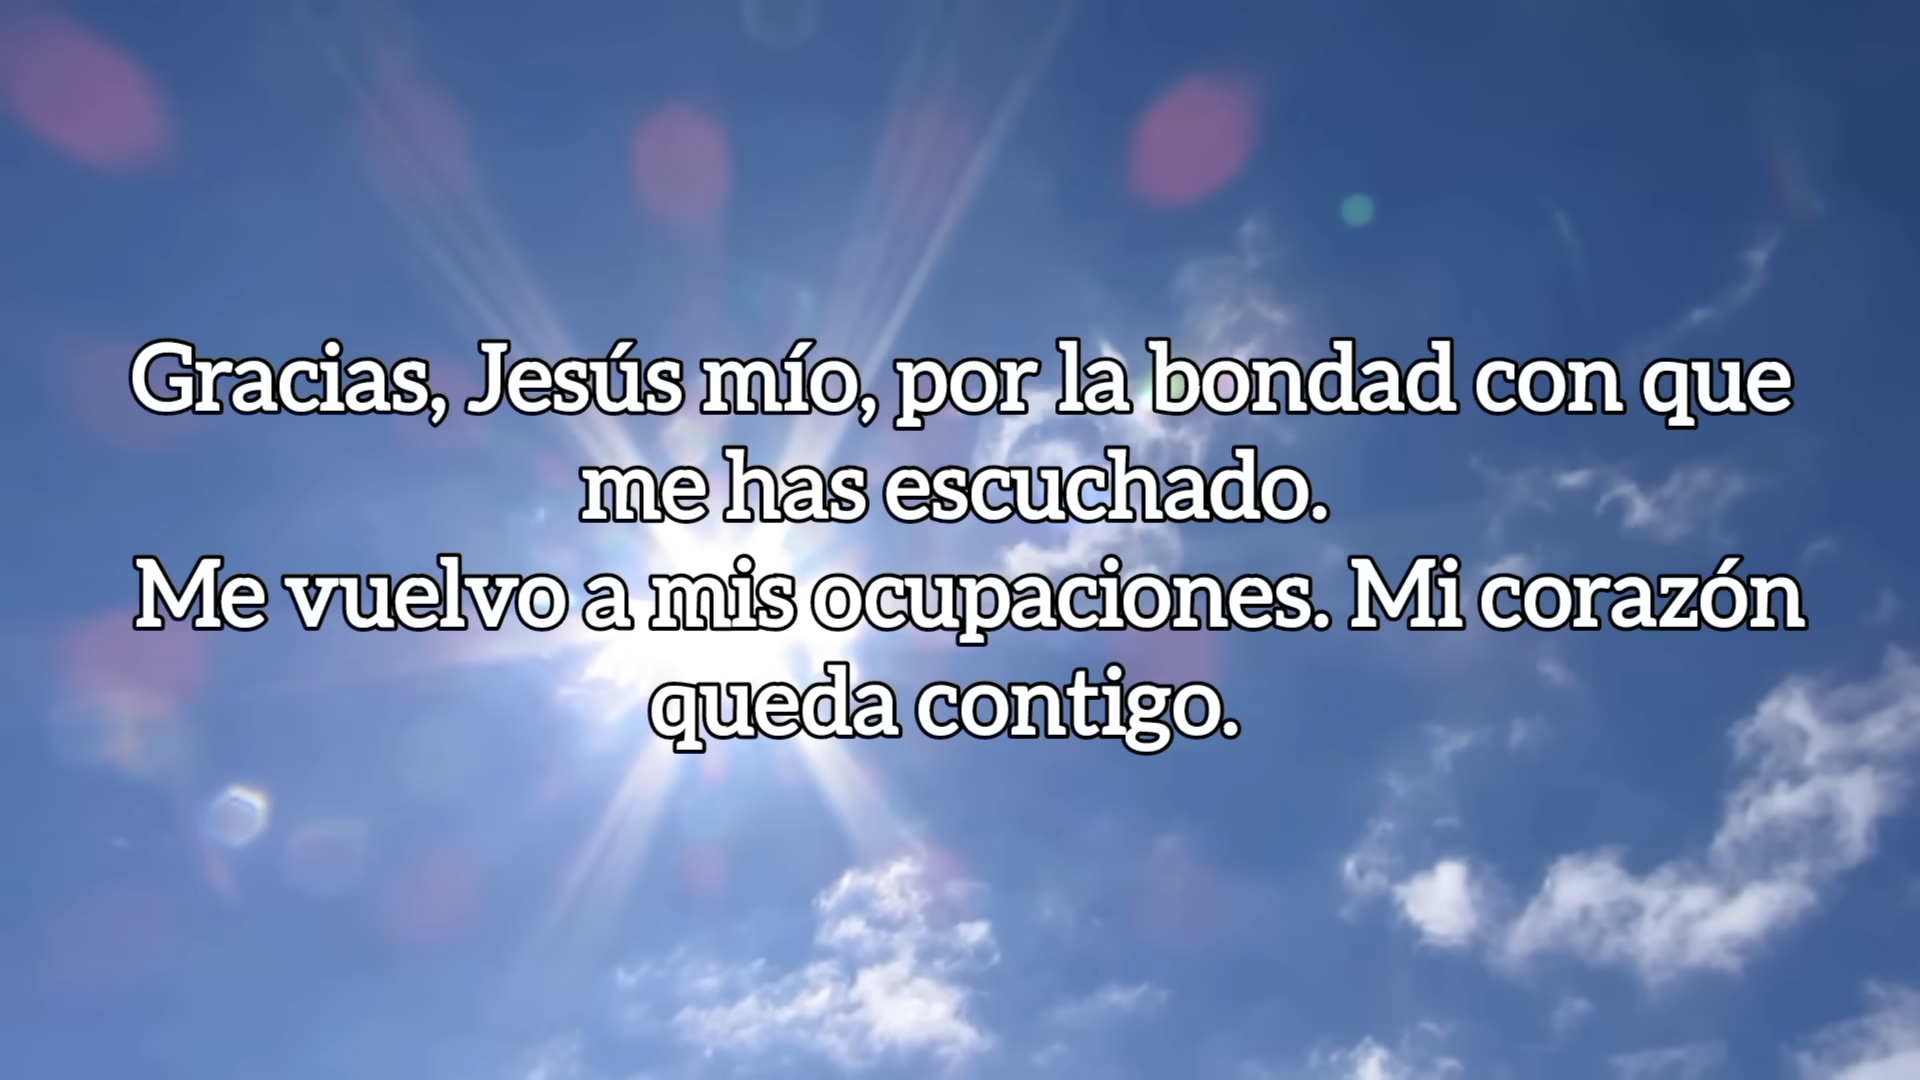 Gracias, Jesús mío, por la bondad con que
me has escuchado.
Me vuelvo a mis ocupaciones. Mi corazón
queda contigo.